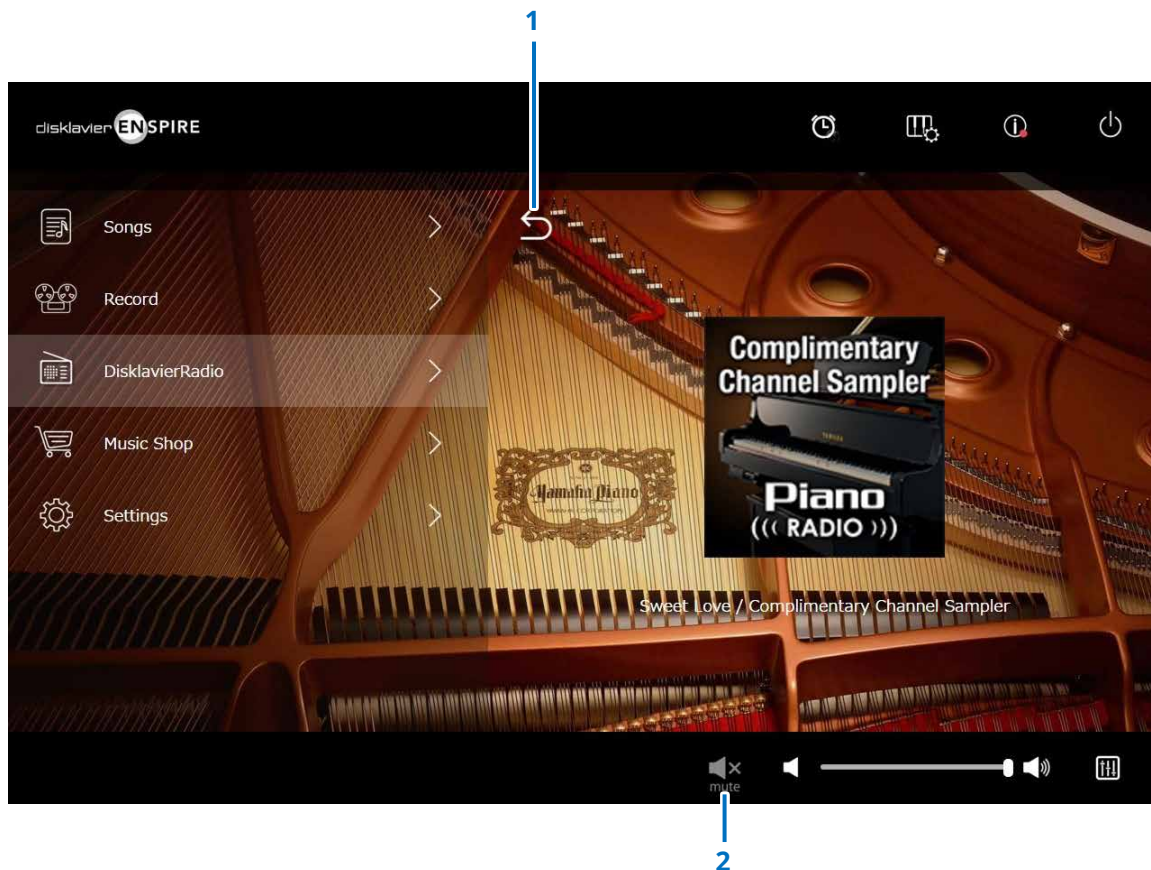 1
disklavier ENSPIRE
Songs
Record
DisklavierRadio
Music Shop
Settings
Complimentary
Channel Sampler
YAMAHA
Piano
((( RADIO )))
Yamaha Piano
Sweet Love / Complimentary Channel Sampler
mute
2